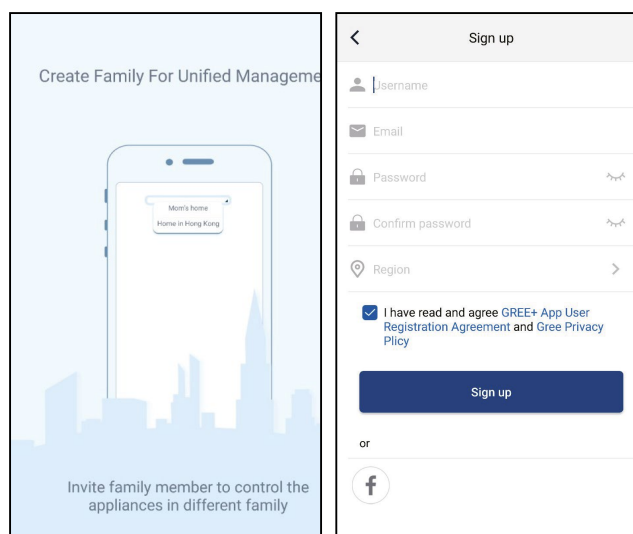 Create Family For Unified Manageme
Mom's home
Home in Hong Kong
Invite family member to control the
appliances in different family
Sign up
Username
Email
Password
Confirm password
Region
I have read and agree GREE+ App User
Registration Agreement and Gree Privacy
Plicy
Sign up
or
f